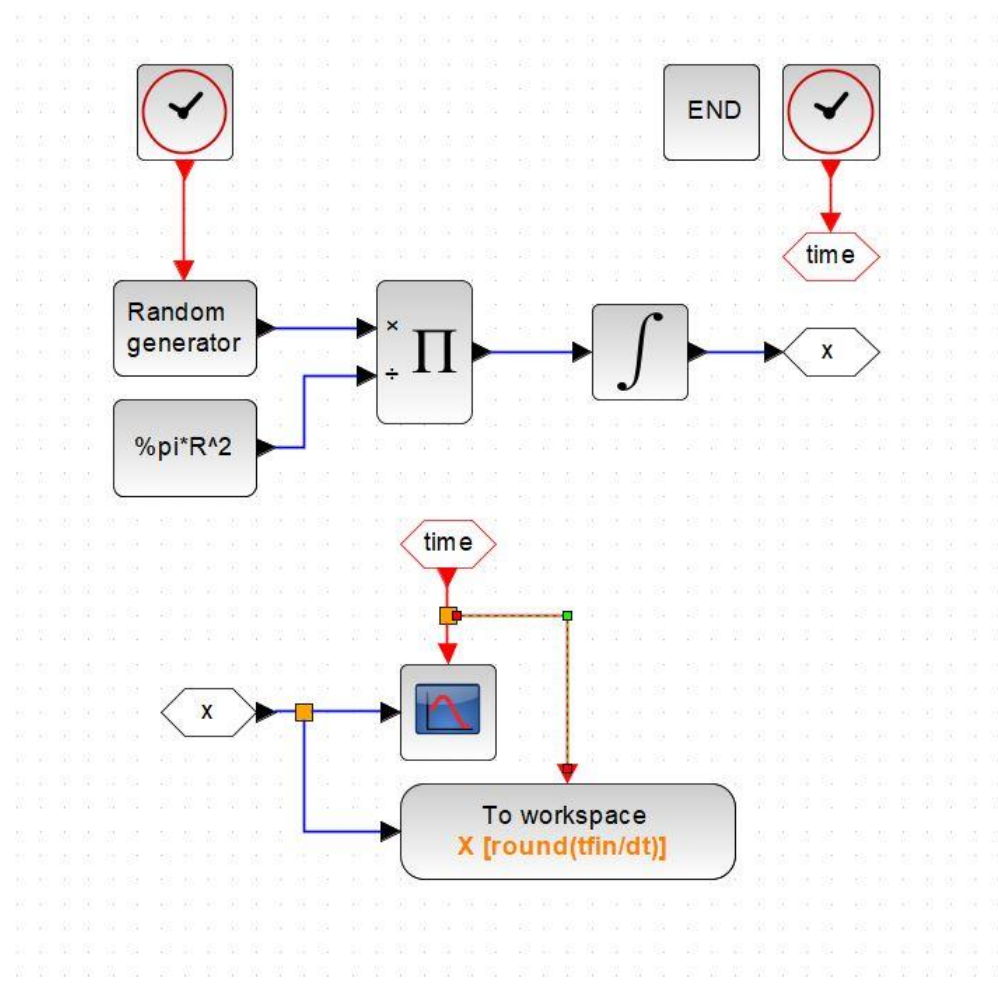 END
time
Random
generator
×
÷
∏
∫
x
%pi*R^2
time
x
To workspace
X [round(tfin/dt)]